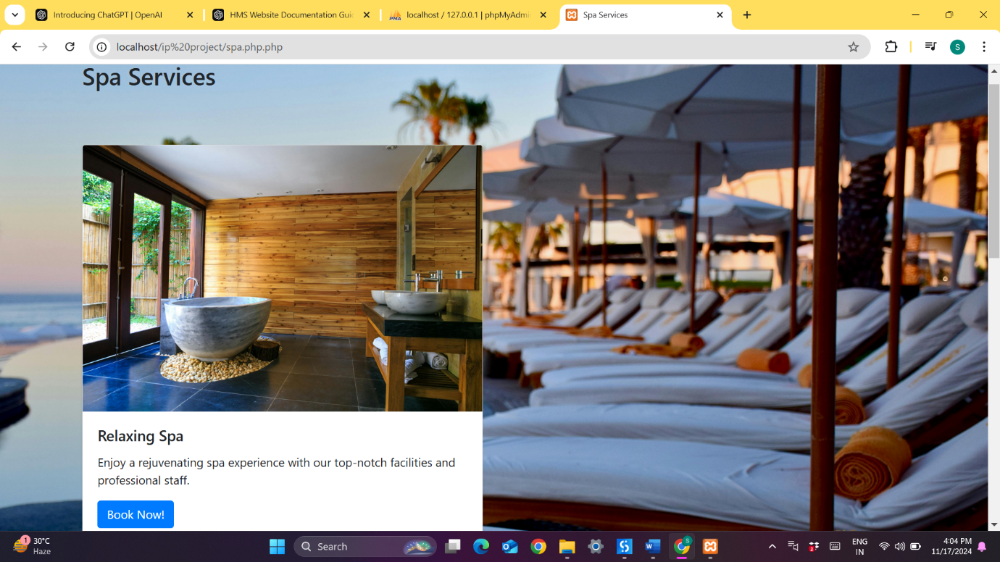 Introducing ChatGPT | OpenAI
HMS Website Documentation Gui
localhost / 127.0.0.1 | phpMyAdmi
Spa Services
localhost/ip%20project/spa.php.php
S
Spa Services
Relaxing Spa
Enjoy a rejuvenating spa experience with our top-notch facilities and
professional staff.
Book Now!
1
30°C
Haze
Search
ENG
IN
4:04 PM
11/17/2024